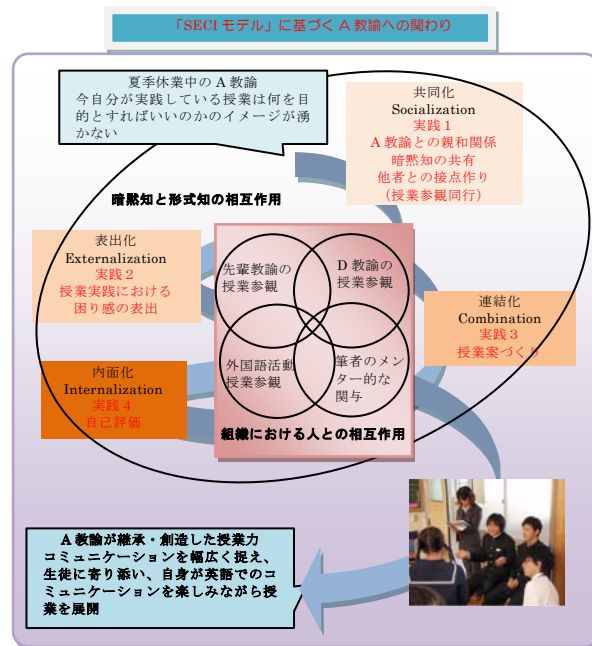 「SECI モデル」に基づく A 教諭への関わり
夏季休業中の A 教諭
今自分が実践している授業は何を目
的とすればいいのかのイメージが湧
かない
共同化
Socialization
実践１
A 教諭との親和関係
暗黙知の共有
他者との接点作り
（授業参観同行）
暗黙知と形式知の相互作用
表出化
Externalization
実践２
授業実践における
困り感の表出
先輩教諭の
授業参観
D 教諭の
授業参観
連結化
Combination
実践３
授業案づくり
内面化
Internalization
実践４
自己評価
外国語活動
授業参観
筆者のメン
ター的な
関与
組織における人との相互作用
A 教諭が継承・創造した授業力
コミュニケーションを幅広く捉え、
生徒に寄り添い、自身が英語でのコ
ミュニケーションを楽しみながら授
業を展開